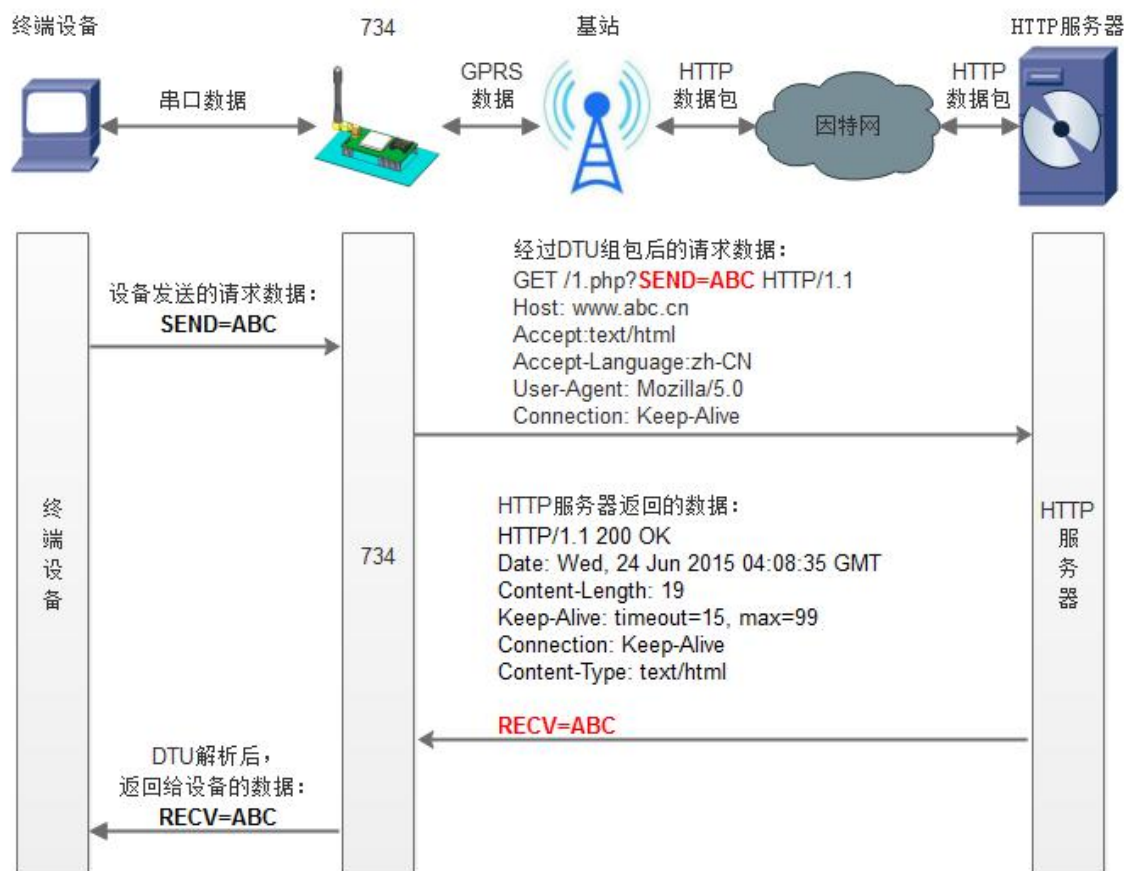 终端设备
734
基站
HTTP服务器
串口数据
GPRS
数据
HTTP
数据包
因特网
HTTP
数据包
设备发送的请求数据:
SEND=ABC
经过DTU组包后的请求数据:
GET /1.php?SEND=ABC HTTP/1.1
Host: www.abc.cn
Accept:text/html
Accept-Language:zh-CN
User-Agent: Mozilla/5.0
Connection: Keep-Alive
终
端
设
备
734
HTTP服务器返回的数据:
HTTP/1.1 200 OK
Date: Wed, 24 Jun 2015 04:08:35 GMT
Content-Length: 19
Keep-Alive: timeout=15, max=99
Connection: Keep-Alive
Content-Type: text/html
RECV=ABC
HTTP
服
务
器
DTU解析后,
返回给设备的数据:
RECV=ABC